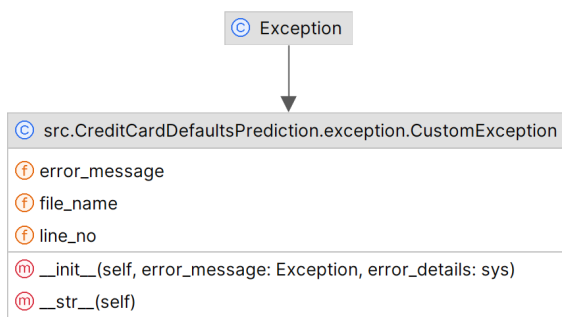 C Exception
C src.CreditCardDefaultsPrediction.exception.CustomException
f error_message
f file_name
f line_no
m __init__(self, error_message: Exception, error_details: sys)
m __str__(self)